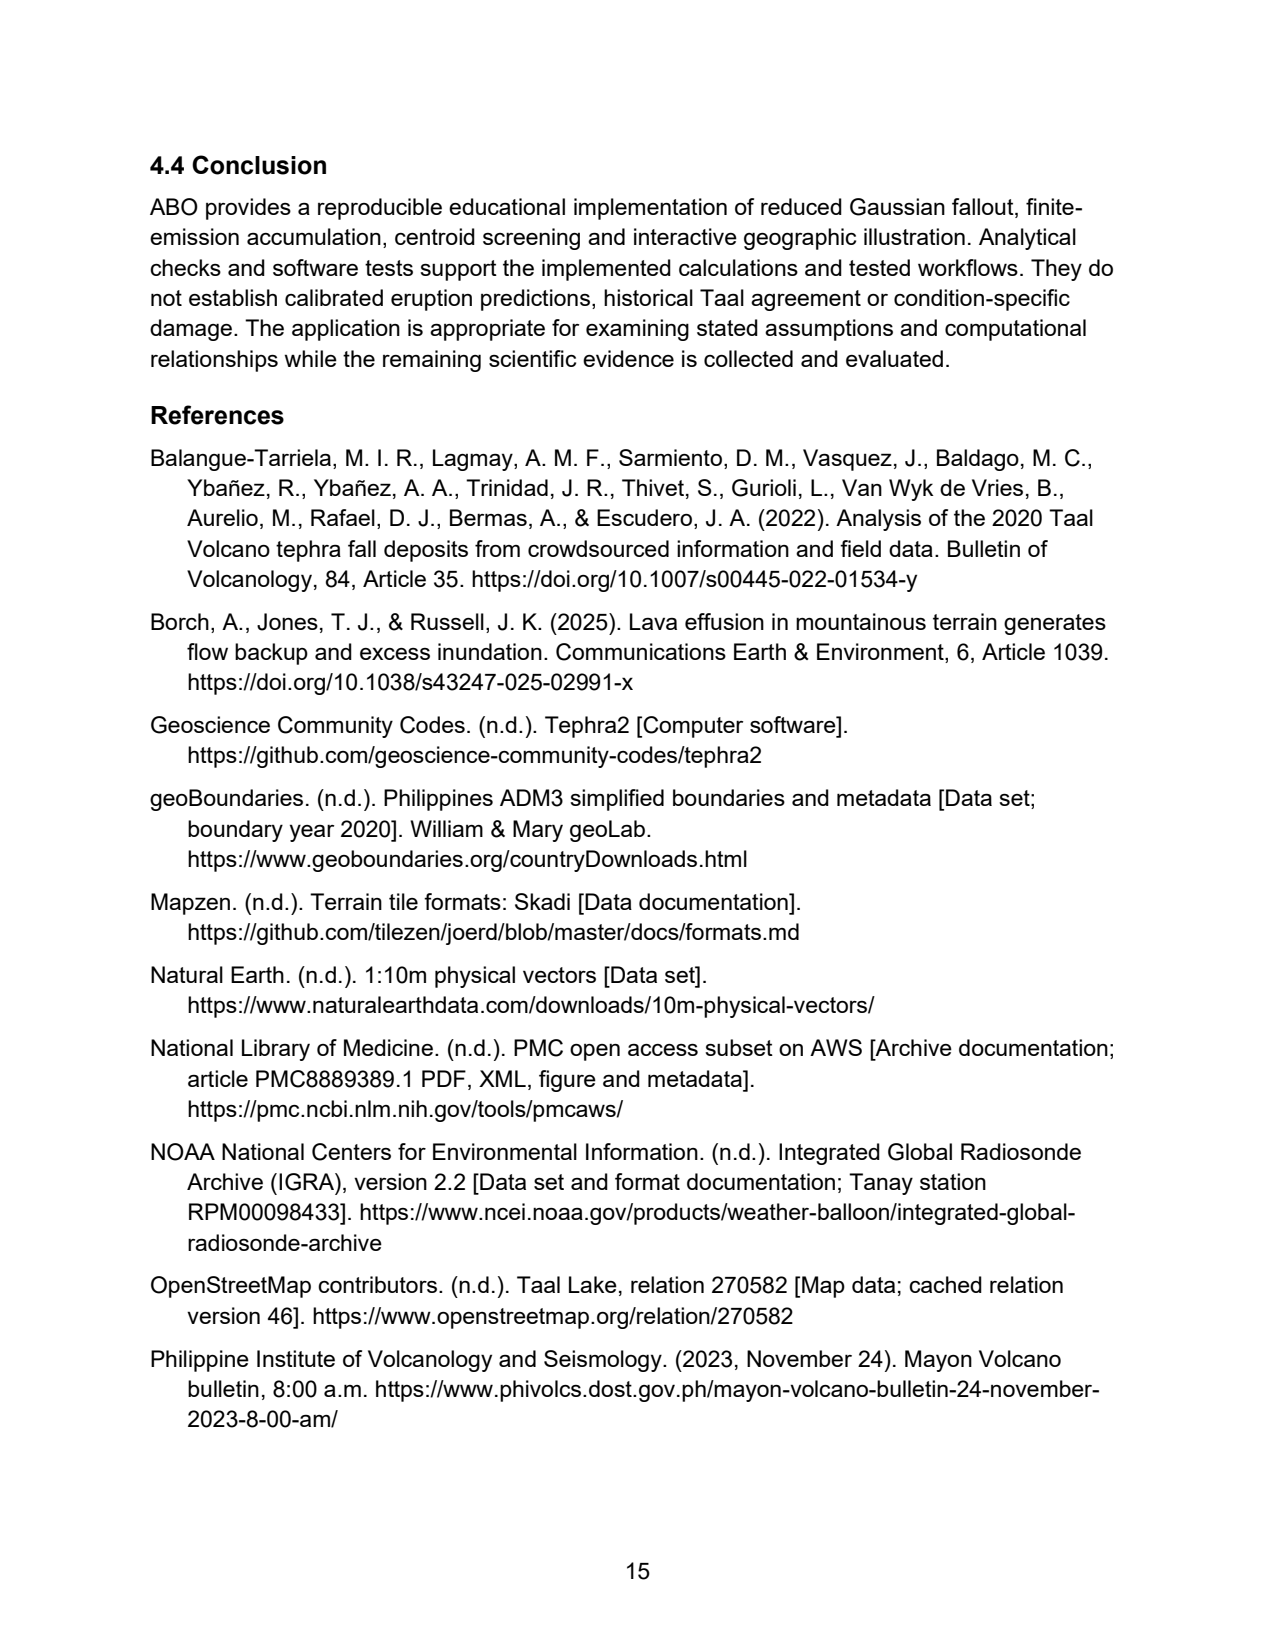 4.4 Conclusion
ABO provides a reproducible educational implementation of reduced Gaussian fallout, finite-
emission accumulation, centroid screening and interactive geographic illustration. Analytical
checks and software tests support the implemented calculations and tested workflows. They do
not establish calibrated eruption predictions, historical Taal agreement or condition-specific
damage. The application is appropriate for examining stated assumptions and computational
relationships while the remaining scientific evidence is collected and evaluated.
References
Balangue-Tarriela, M. I. R., Lagmay, A. M. F., Sarmiento, D. M., Vasquez, J., Baldago, M. C.,
Ybañez, R., Ybañez, A. A., Trinidad, J. R., Thivet, S., Gurioli, L., Van Wyk de Vries, B.,
Aurelio, M., Rafael, D. J., Bermas, A., & Escudero, J. A. (2022). Analysis of the 2020 Taal
Volcano tephra fall deposits from crowdsourced information and field data. Bulletin of
Volcanology, 84, Article 35. https://doi.org/10.1007/s00445-022-01534-y
Borch, A., Jones, T. J., & Russell, J. K. (2025). Lava effusion in mountainous terrain generates
flow backup and excess inundation. Communications Earth & Environment, 6, Article 1039.
https://doi.org/10.1038/s43247-025-02991-x
Geoscience Community Codes. (n.d.). Tephra2 [Computer software].
https://github.com/geoscience-community-codes/tephra2
geoBoundaries. (n.d.). Philippines ADM3 simplified boundaries and metadata [Data set;
boundary year 2020]. William & Mary geoLab.
https://www.geoboundaries.org/countryDownloads.html
Mapzen. (n.d.). Terrain tile formats: Skadi [Data documentation].
https://github.com/tilezen/joerd/blob/master/docs/formats.md
Natural Earth. (n.d.). 1:10m physical vectors [Data set].
https://www.naturalearthdata.com/downloads/10m-physical-vectors/
National Library of Medicine. (n.d.). PMC open access subset on AWS [Archive documentation;
article PMC8889389.1 PDF, XML, figure and metadata].
https://pmc.ncbi.nlm.nih.gov/tools/pmcaws/
NOAA National Centers for Environmental Information. (n.d.). Integrated Global Radiosonde
Archive (IGRA), version 2.2 [Data set and format documentation; Tanay station
RPM00098433]. https://www.ncei.noaa.gov/products/weather-balloon/integrated-global-
radiosonde-archive
OpenStreetMap contributors. (n.d.). Taal Lake, relation 270582 [Map data; cached relation
version 46]. https://www.openstreetmap.org/relation/270582
Philippine Institute of Volcanology and Seismology. (2023, November 24). Mayon Volcano
bulletin, 8:00 a.m. https://www.phivolcs.dost.gov.ph/mayon-volcano-bulletin-24-november-
2023-8-00-am/
15